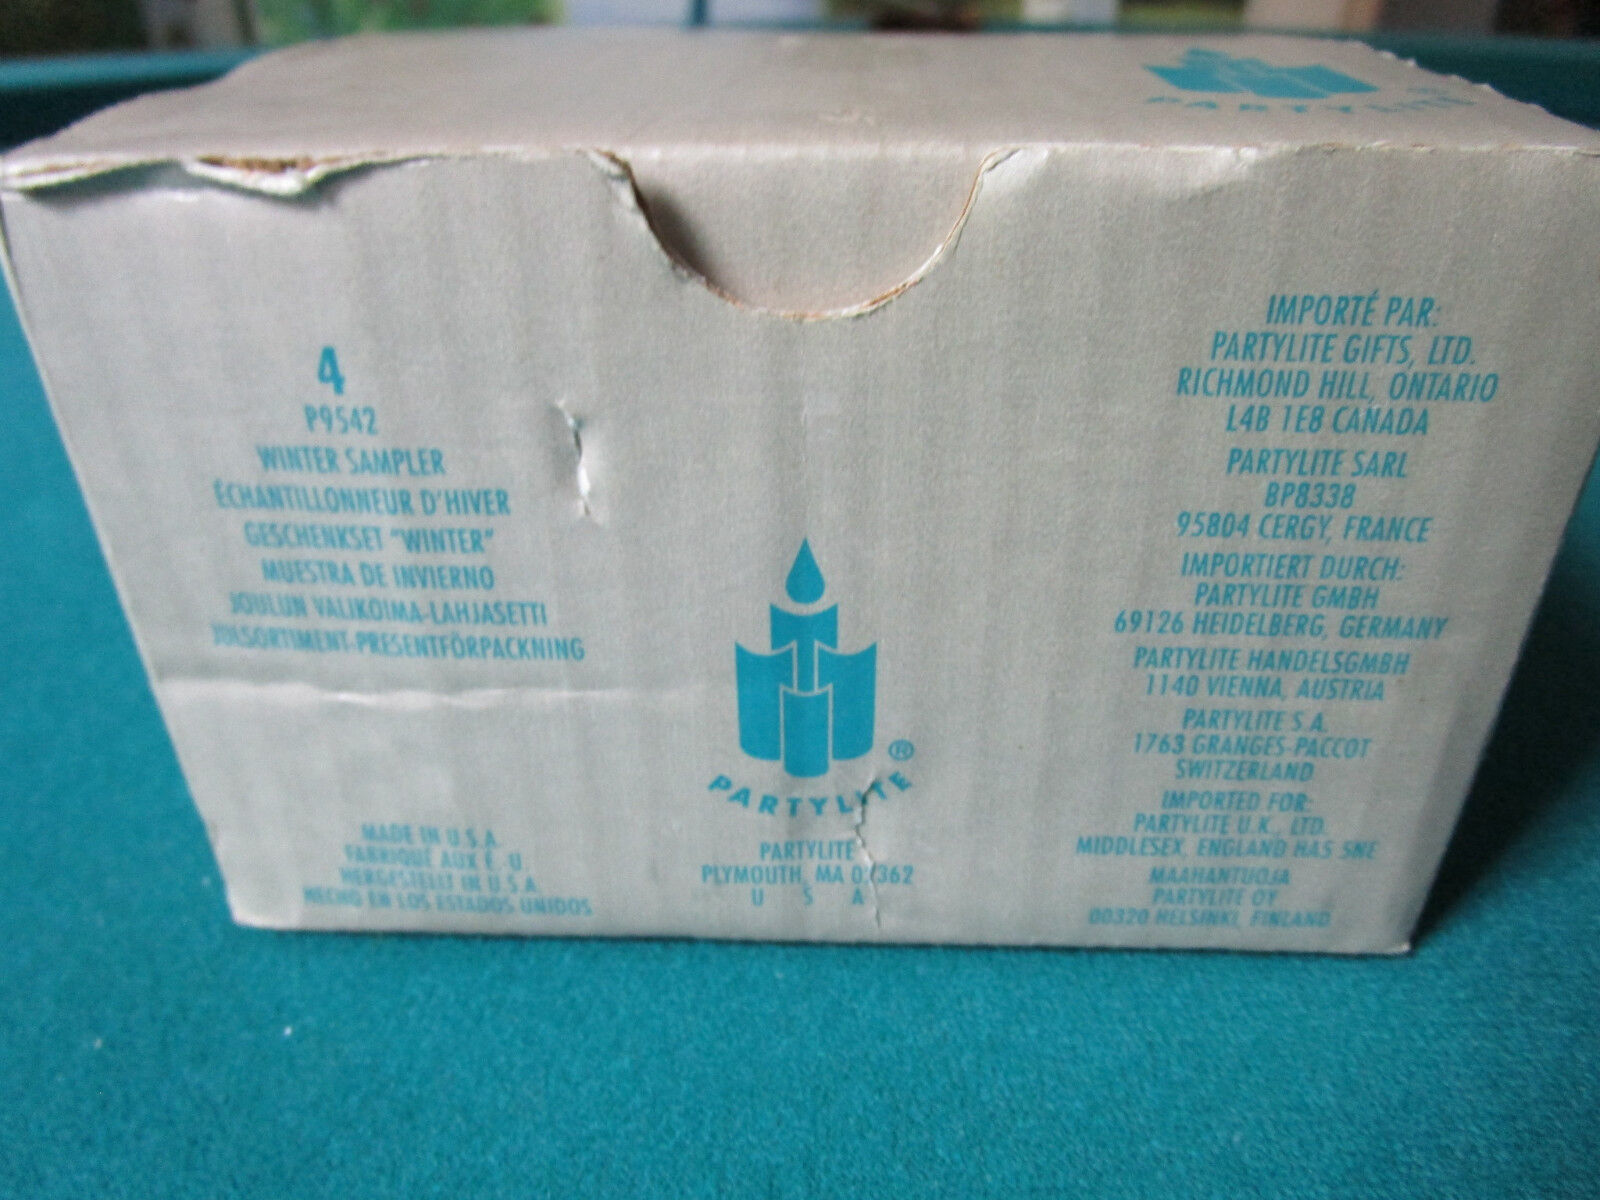 PARTYLITE
4
P9542
WINTER SAMPLER
ÉCHANTILLONNEUR D'HIVER
GESCHENKSET "WINTER"
MUESTRA DE INVIERNO
JOULUN VALIKOIMA-LAHJASETTI
JULSORTIMENT-PRESENTFÖRPACKNING
MADE IN U.S.A.
FABRIQUÉ AUX É.-U.
HERGESTELLT IN U.S.A.
HECHO EN LOS ESTADOS UNIDOS
PARTYLITE®
PARTYLITE
PLYMOUTH, MA 02362
U S A
IMPORTÉ PAR:
PARTYLITE GIFTS, LTD.
RICHMOND HILL, ONTARIO
L4B 1E8 CANADA
PARTYLITE SARL
BP8338
95804 CERGY, FRANCE
IMPORTIERT DURCH:
PARTYLITE GMBH
69126 HEIDELBERG, GERMANY
PARTYLITE HANDELSGMBH
1140 VIENNA, AUSTRIA
PARTYLITE S.A.
1763 GRANGES-PACCOT
SWITZERLAND
IMPORTED FOR:
PARTYLITE U.K., LTD.
MIDDLESEX, ENGLAND HA5 5NE
MAAHANTUOJA
PARTYLITE OY
00320 HELSINKI, FINLAND